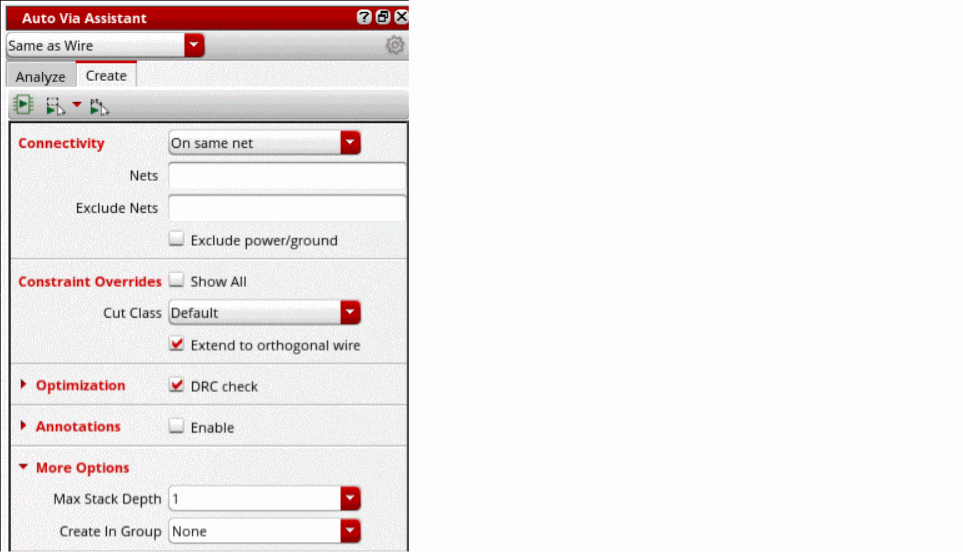 Auto Via Assistant
Same as Wire
Analyze Create
Connectivity On same net
Nets
Exclude Nets
Exclude power/ground
Constraint Overrides Show All
Cut Class Default
Extend to orthogonal wire
Optimization DRC check
Annotations Enable
More Options
Max Stack Depth 1
Create In Group None